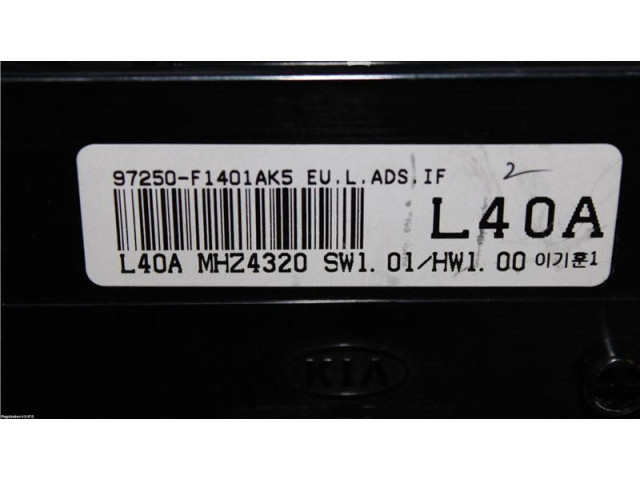 97250-F1401AK5 EU.L.ADS.IF
2
L40A
L40A MHZ4320 SW1.01/HW1.00 이기훈1
KIA